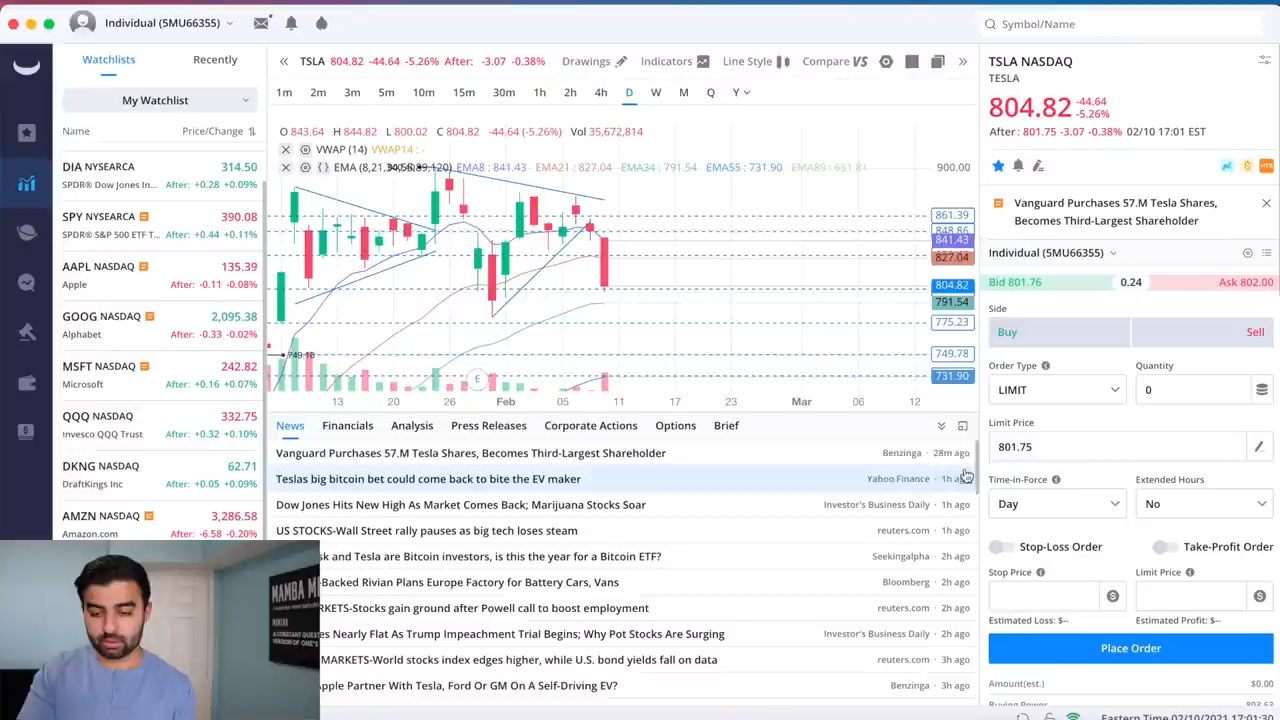 Individual (5MU66355)
Symbol/Name
Watchlists Recently
My Watchlist
Name Price/Change
DIA NYSEARCA 314.50
SPDR® Dow Jones In... After: +0.28 +0.09%
SPY NYSEARCA 390.08
SPDR® S&P 500 ETF T... After: +0.44 +0.11%
AAPL NASDAQ 135.39
Apple After: -0.11 -0.08%
GOOG NASDAQ 2,095.38
Alphabet After: -0.33 -0.02%
MSFT NASDAQ 242.82
Microsoft After: +0.16 +0.07%
QQQ NASDAQ 332.75
Invesco QQQ Trust After: +0.32 +0.10%
DKNG NASDAQ 62.71
DraftKings Inc After: +0.05 +0.09%
AMZN NASDAQ 3,286.58
Amazon.com After: -6.58 -0.20%
TSLA 804.82 -44.64 -5.26% After: -3.07 -0.38% Drawings Indicators Line Style Compare VS
1m 2m 3m 5m 10m 15m 30m 1h 2h 4h D W M Q Y
O 843.64 H 844.82 L 800.02 C 804.82 -44.64 (-5.26%) Vol 35,672,814
VWAP (14) VWAP14 : -
EMA8 : 841.43 EMA21 : 827.04 EMA34 : 791.54 EMA55 : 731.90 EMA89 : 651.81
900.00
861.39
848.86
841.43
827.04
804.82
791.54
775.23
749.78
731.90
749.10
E
13 20 26 Feb 05 11 17 23 Mar 06 12
News Financials Analysis Press Releases Corporate Actions Options Brief
Vanguard Purchases 57.M Tesla Shares, Becomes Third-Largest Shareholder Benzinga · 28m ago
Teslas big bitcoin bet could come back to bite the EV maker Yahoo Finance · 1h ago
Dow Jones Hits New High As Market Comes Back; Marijuana Stocks Soar Investor's Business Daily · 1h ago
US STOCKS-Wall Street rally pauses as big tech loses steam reuters.com · 1h ago
sk and Tesla are Bitcoin investors, is this the year for a Bitcoin ETF? Seekingalpha · 2h ago
Backed Rivian Plans Europe Factory for Battery Cars, Vans Bloomberg · 2h ago
RKETS-Stocks gain ground after Powell call to boost employment reuters.com · 2h ago
es Nearly Flat As Trump Impeachment Trial Begins; Why Pot Stocks Are Surging Investor's Business Daily · 2h ago
MARKETS-World stocks index edges higher, while U.S. bond yields fall on data reuters.com · 3h ago
pple Partner With Tesla, Ford Or GM On A Self-Driving EV? Benzinga · 3h ago
TSLA NASDAQ
TESLA
804.82 -44.64
-5.26%
After : 801.75 -3.07 -0.38% 02/10 17:01 EST
Vanguard Purchases 57.M Tesla Shares,
Becomes Third-Largest Shareholder
Individual (5MU66355)
Bid 801.76 0.24 Ask 802.00
Side
Buy Sell
Order Type Quantity
LIMIT 0
Limit Price
801.75
Time-in-Force Extended Hours
Day No
Stop-Loss Order Take-Profit Order
Stop Price Limit Price
Estimated Loss: $-- Estimated Profit: $--
Place Order
Amount(est.) $0.00
Buying Power
MAMBA
A CONSTANT QUEST